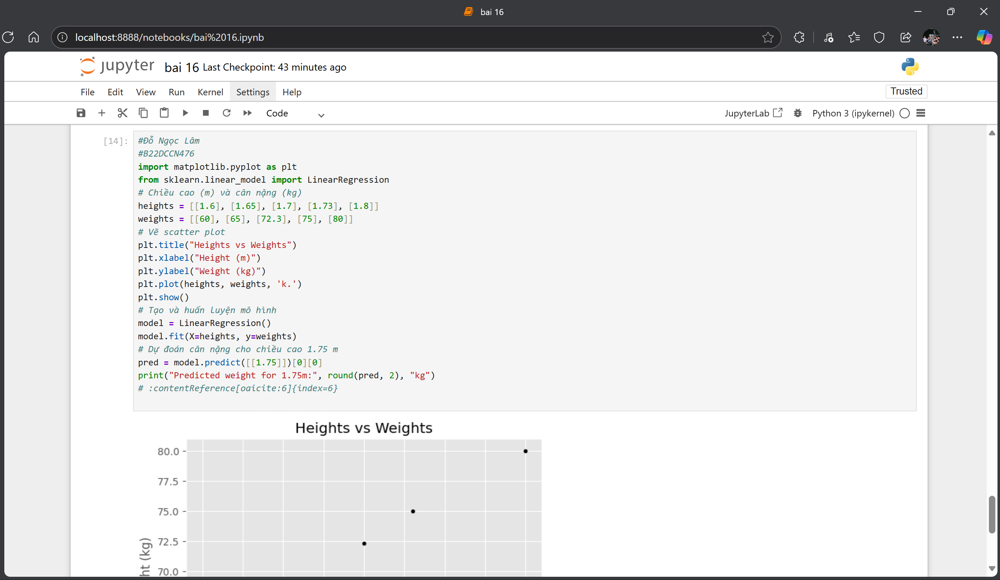 bai 16
localhost:8888/notebooks/bai%2016.ipynb
jupyter bai 16 Last Checkpoint: 43 minutes ago
File Edit View Run Kernel Settings Help Trusted
Code JupyterLab Python 3 (ipykernel)
[14]:
#Đỗ Ngọc Lâm
#B22DCCN476
import matplotlib.pyplot as plt
from sklearn.linear_model import LinearRegression
# Chiều cao (m) và cân nặng (kg)
heights = [[1.6], [1.65], [1.7], [1.73], [1.8]]
weights = [[60], [65], [72.3], [75], [80]]
# Vẽ scatter plot
plt.title("Heights vs Weights")
plt.xlabel("Height (m)")
plt.ylabel("Weight (kg)")
plt.plot(heights, weights, 'k.')
plt.show()
# Tạo và huấn luyện mô hình
model = LinearRegression()
model.fit(X=heights, y=weights)
# Dự đoán cân nặng cho chiều cao 1.75 m
pred = model.predict([[1.75]])[0][0]
print("Predicted weight for 1.75m:", round(pred, 2), "kg")
# :contentReference[oaicite:6]{index=6}
Heights vs Weights
80.0
77.5
75.0
72.5
70.0
ht (kg)